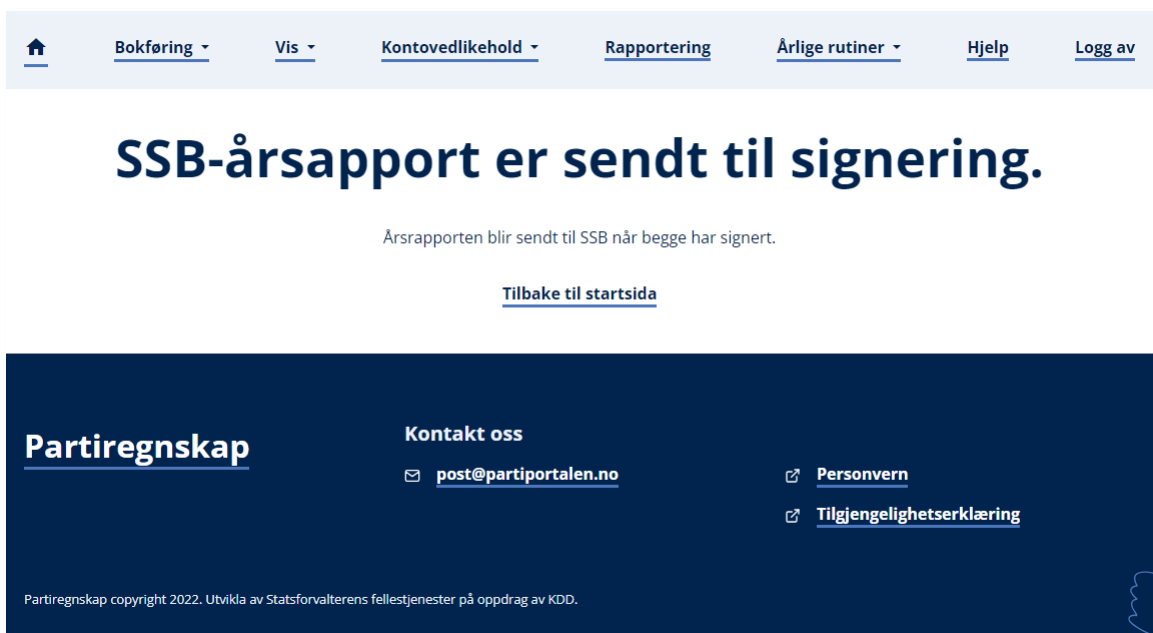 Bokføring Vis Kontovedlikehold Rapportering Årlige rutiner Hjelp Logg av
SSB-årsapport er sendt til signering.
Årsrapporten blir sendt til SSB når begge har signert.
Tilbake til startsida
Partiregnskap
Kontakt oss
post@partiportalen.no
Personvern
Tilgjengelighetserklæring
Partiregnskap copyright 2022. Utvikla av Statsforvalterens fellestjenester på oppdrag av KDD.